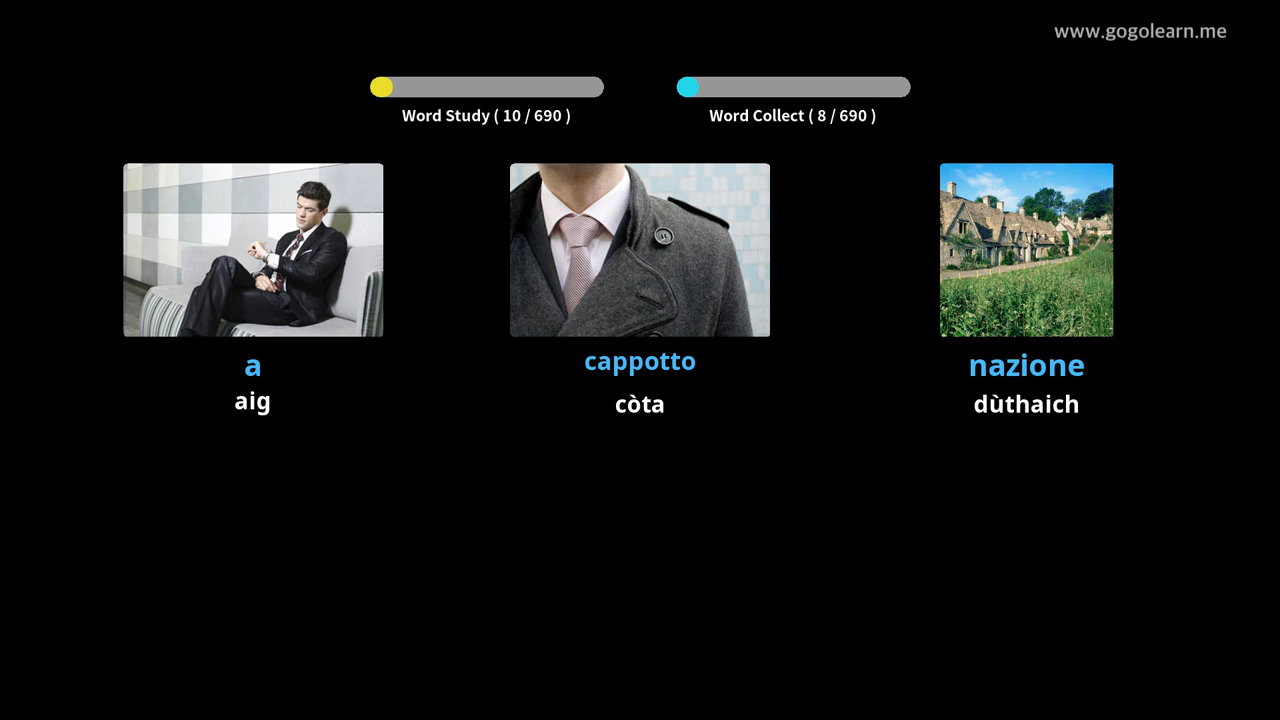 www.gogolearn.me
Word Study ( 10 / 690 )
Word Collect ( 8 / 690 )
a
aig
cappotto
còta
nazione
dùthaich